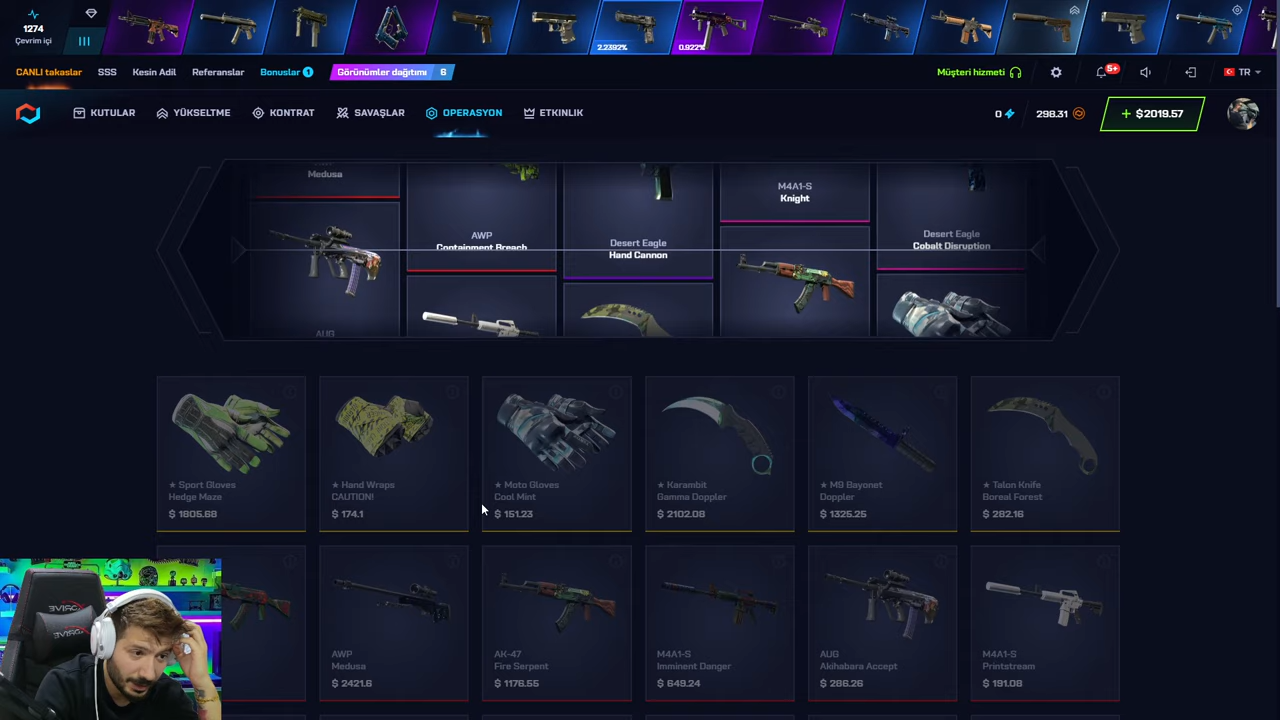 1274
Çevrim içi
2.2392%
0.922%
CANLI takaslar
SSS
Kesin Adil
Referanslar
Bonuslar 1
Görünümler dağıtımı 6
Müşteri hizmeti
5+
TR
KUTULAR
YÜKSELTME
KONTRAT
SAVAŞLAR
OPERASYON
ETKINLIK
0
298.31
+ $2019.57
Medusa
AWP
Containment Breach
Desert Eagle
Hand Cannon
M4A1-S
Knight
Desert Eagle
Cobalt Disruption
AUG
★ Sport Gloves
Hedge Maze
$ 1805.68
★ Hand Wraps
CAUTION!
$ 174.1
★ Moto Gloves
Cool Mint
$ 151.23
★ Karambit
Gamma Doppler
$ 2102.08
★ M9 Bayonet
Doppler
$ 1325.25
★ Talon Knife
Boreal Forest
$ 282.16
AWP
Medusa
$ 2421.6
AK-47
Fire Serpent
$ 1176.55
M4A1-S
Imminent Danger
$ 649.24
AUG
Akihabara Accept
$ 286.26
M4A1-S
Printstream
$ 191.08